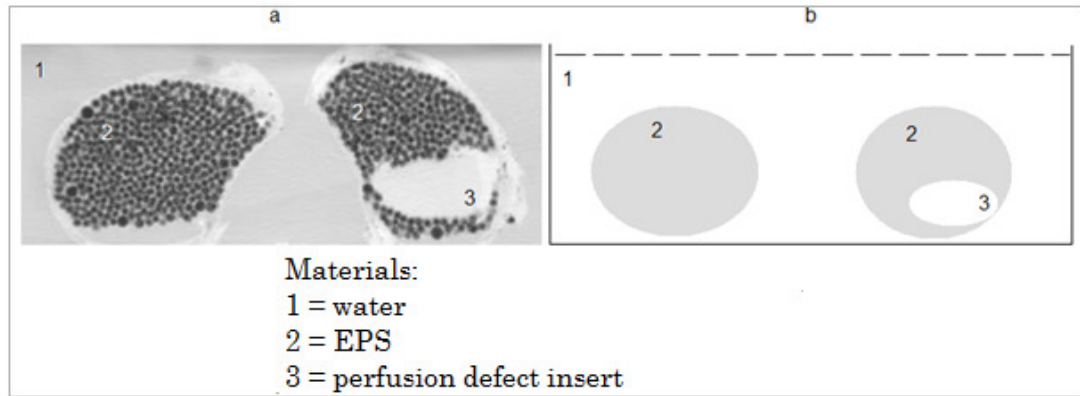 a
b
1
2
2
3
1
2
2
3
Materials:
1 = water
2 = EPS
3 = perfusion defect insert